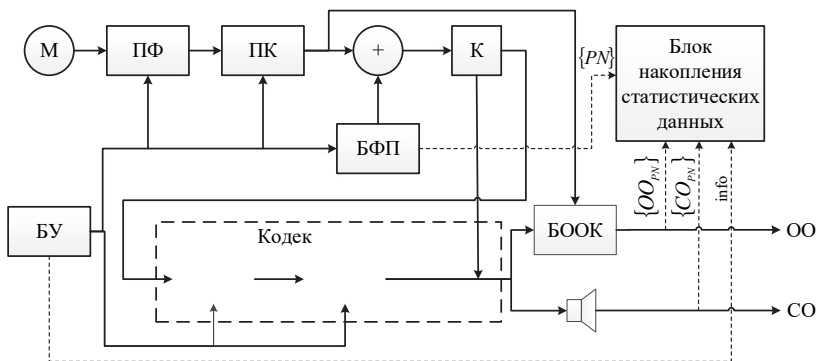 М
ПФ
ПК
+
К
{PN}
Блок
накопления
статистических
данных
БФП
{OO_PN}
{CO_PN}
info
БУ
Кодек
БООК
ОО
СО